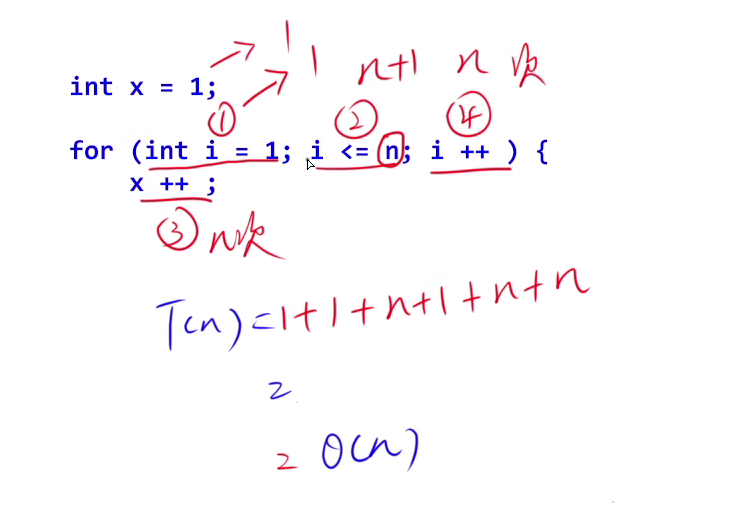 1
1 n+1 n 次
int x = 1;
① ② ④
for (int i = 1; i <= n; i ++ ) {
x ++ ;
③ n次
T(n)=1+1+n+1+n+n
=
= O(n)